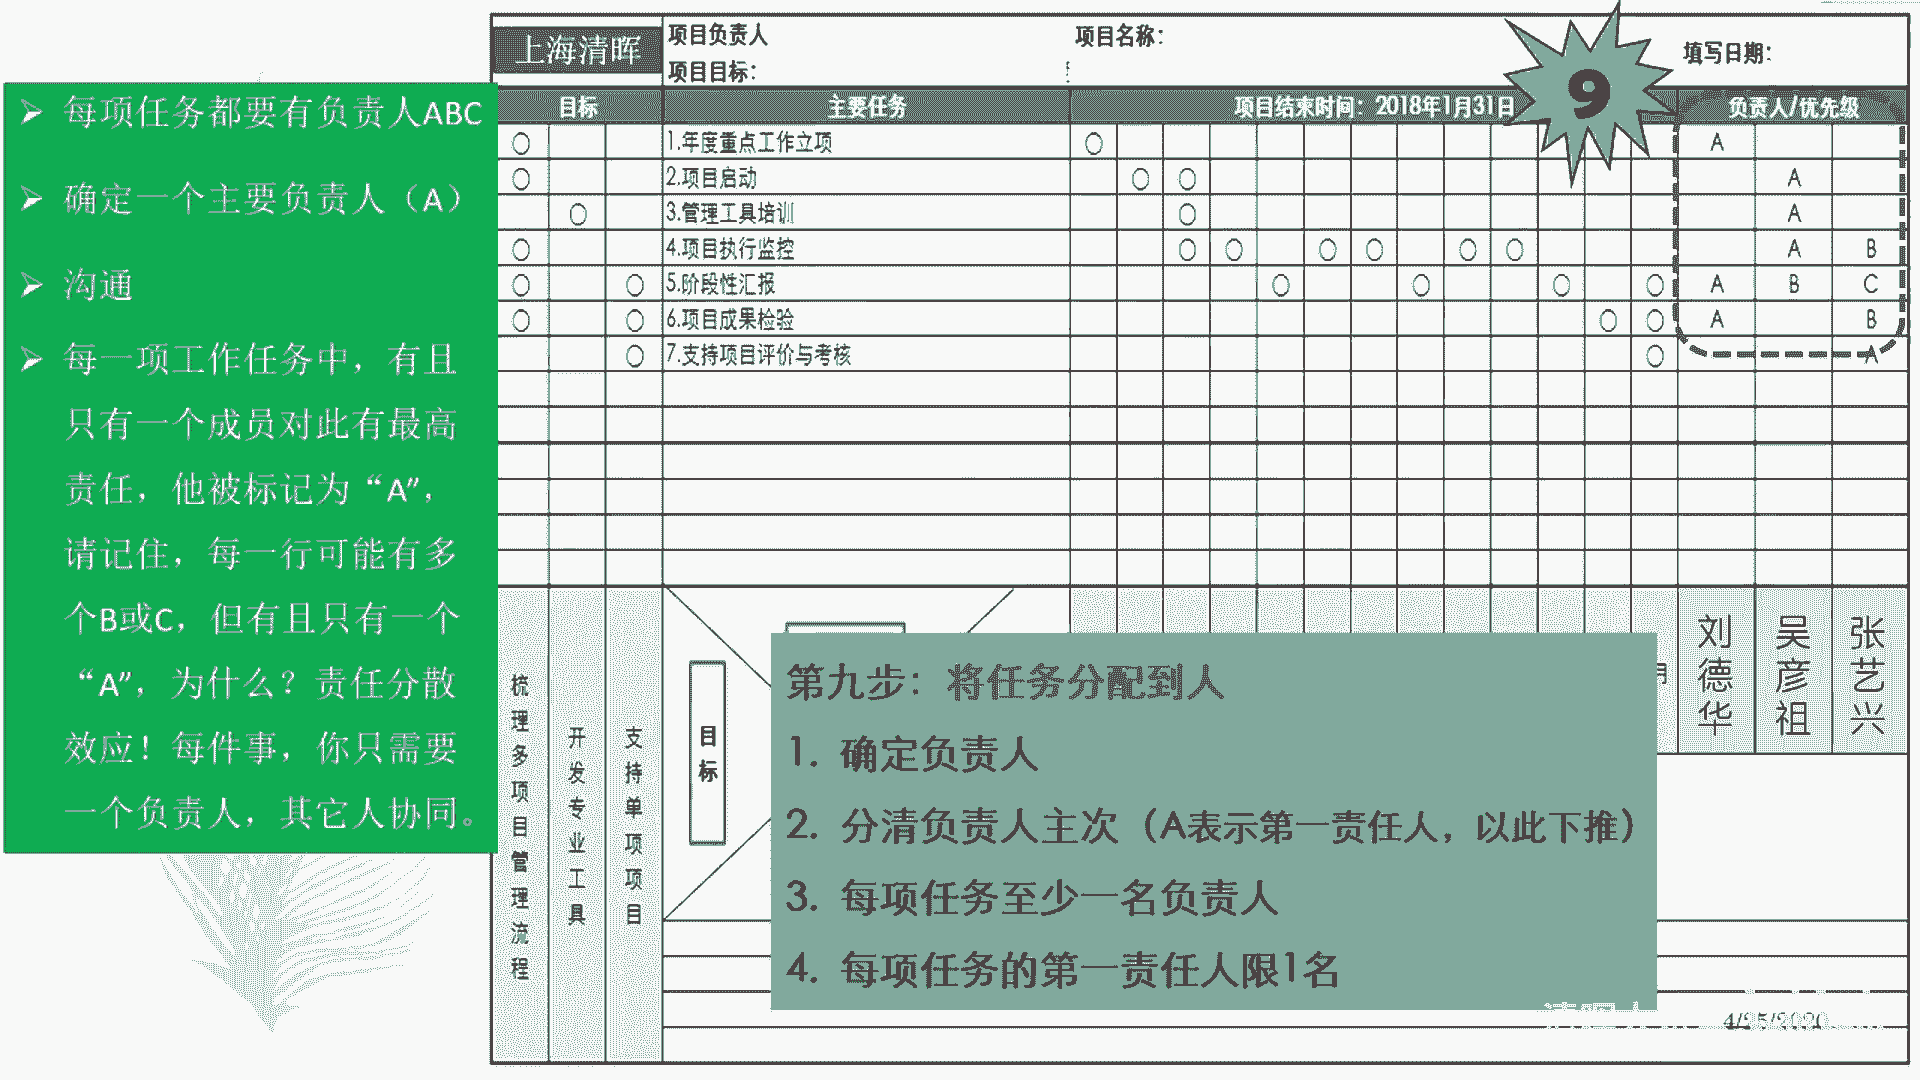 每项任务都要有负责人ABC
确定一个主要负责人（A）
沟通
每一项工作任务中，有且
只有一个成员对此有最高
责任，他被标记为“A”，
请记住，每一行可能有多
个B或C，但有且只有一个
“A”，为什么？责任分散
效应！每件事，你只需要
一个负责人，其它人协同。
上海清晖
项目负责人
项目名称：
填写日期：
项目目标：
9
目标
主要任务
项目结束时间：2018年1月31日
负责人/优先级
1.年度重点工作立项
A
2.项目启动
A
3.管理工具培训
A
4.项目执行监控
A B
5.阶段性汇报
A B C
6.项目成果检验
A B
7.支持项目评价与考核
A
梳理多项目管理流程
开发专业工具
支持单项项目
目标
月
刘德华
吴彦祖
张艺兴
第九步：将任务分配到人
1. 确定负责人
2. 分清负责人主次（A表示第一责任人，以此下推）
3. 每项任务至少一名负责人
4. 每项任务的第一责任人限1名
4/25/2020